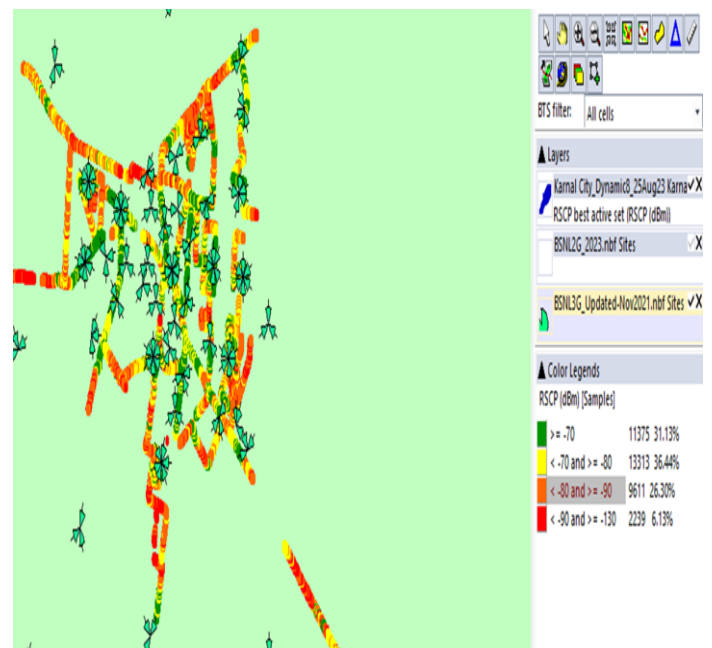 BTS filter: All cells
Layers
Karnal City_Dynamic8_25Aug23 Karna
RSCP best active set (RSCP (dBm))
BSNL2G_2023.nbf Sites
BSNL3G_Updated-Nov2021.nbf Sites
Color Legends
RSCP (dBm) [Samples]
>= -70 11375 31.13%
< -70 and >= -80 13313 36.44%
< -80 and >= -90 9611 26.30%
< -90 and >= -130 2239 6.13%